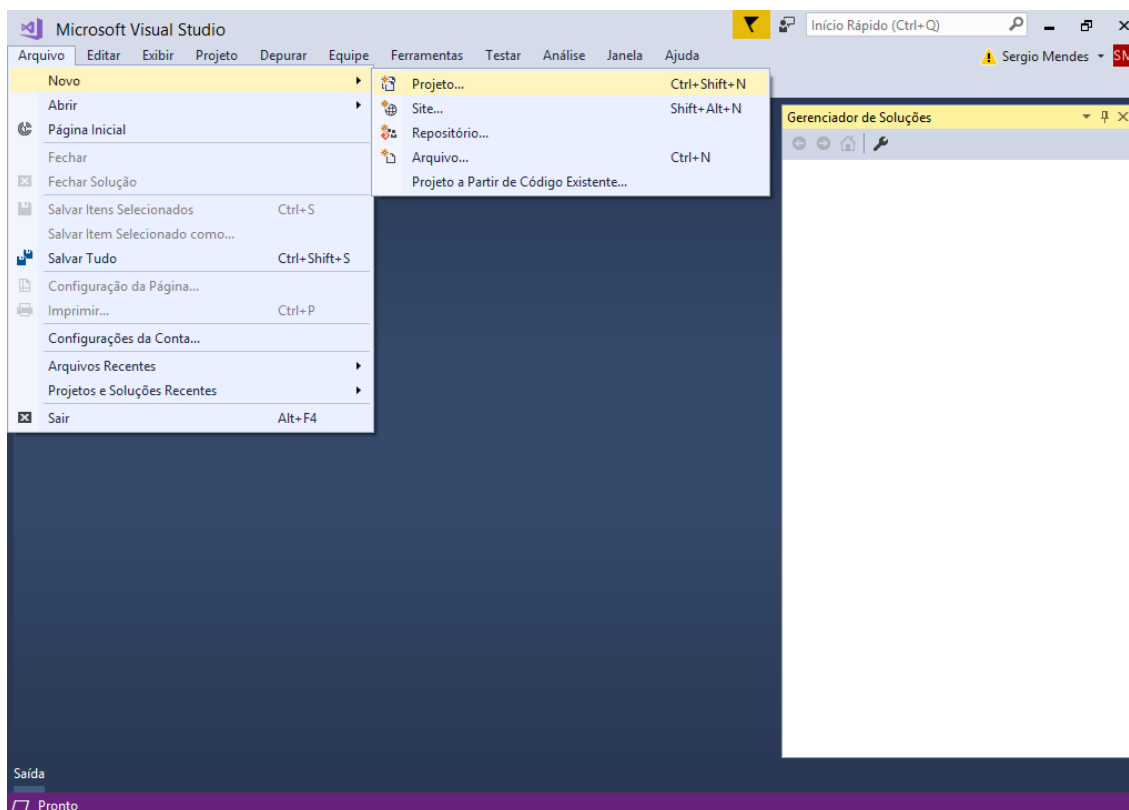 Microsoft Visual Studio
Início Rápido (Ctrl+Q)
Arquivo Editar Exibir Projeto Depurar Equipe Ferramentas Testar Análise Janela Ajuda
Sergio Mendes SM
Novo
Abrir
Página Inicial
Fechar
Fechar Solução
Salvar Itens Selecionados Ctrl+S
Salvar Item Selecionado como...
Salvar Tudo Ctrl+Shift+S
Configuração da Página...
Imprimir... Ctrl+P
Configurações da Conta...
Arquivos Recentes
Projetos e Soluções Recentes
Sair Alt+F4
Projeto... Ctrl+Shift+N
Site... Shift+Alt+N
Repositório...
Arquivo... Ctrl+N
Projeto a Partir de Código Existente...
Gerenciador de Soluções
Saída
Pronto